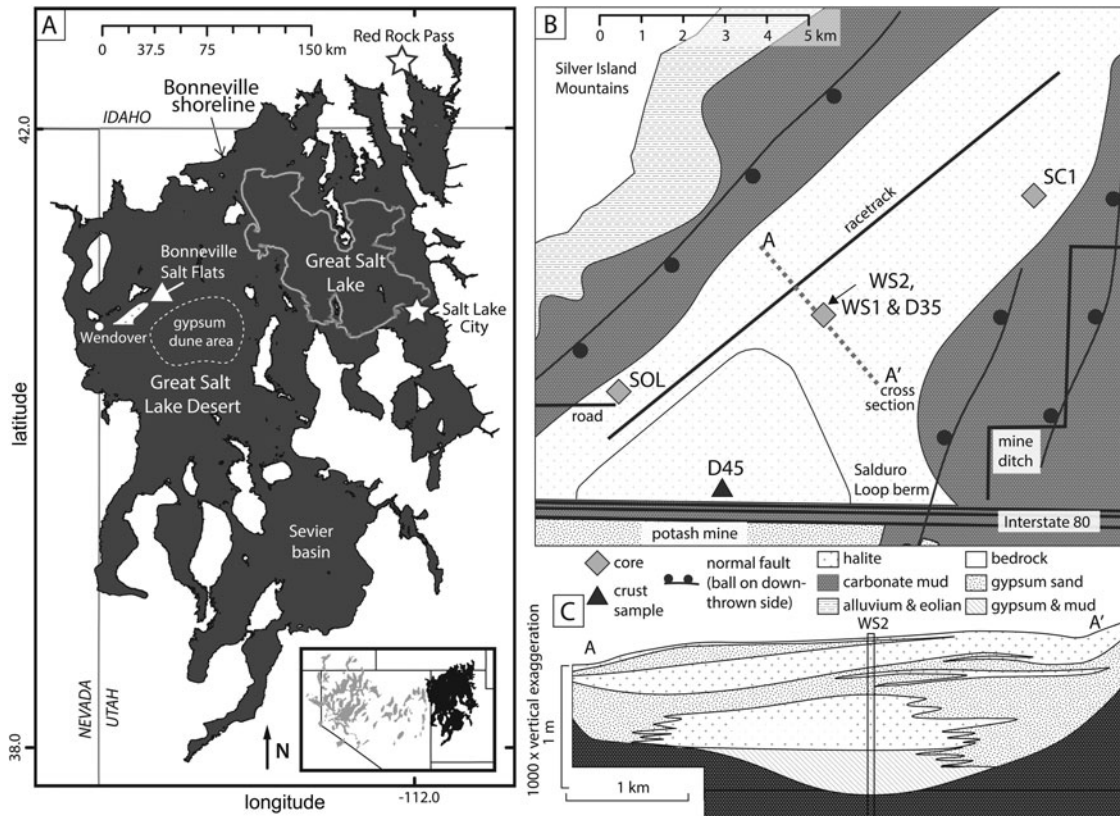 A
0 37.5 75 150 km
Red Rock Pass
Bonneville
shoreline
IDAHO
42.0
Great Salt
Lake
Bonneville
Salt Flats
Salt Lake
City
Wendover
gypsum
dune area
Great Salt
Lake Desert
latitude
Sevier
basin
NEVADA
UTAH
38.0
N
longitude
-112.0
B
0 1 2 3 4 5 km
Silver Island
Mountains
SC1
racetrack
A
WS2,
WS1 & D35
A'
cross
section
SOL
road
D45
Salduro
Loop berm
mine
ditch
Interstate 80
potash mine
core
crust
sample
normal fault
(ball on down-
thrown side)
halite
carbonate mud
alluvium & eolian
bedrock
gypsum sand
gypsum & mud
C
A
WS2
A'
1000 x vertical exaggeration
1 m
1 km